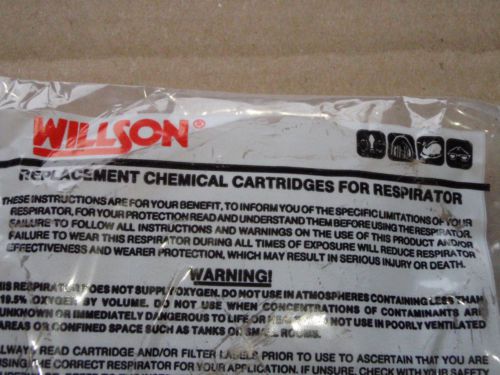 WILLSON®
REPLACEMENT CHEMICAL CARTRIDGES FOR RESPIRATOR
THESE INSTRUCTIONS ARE FOR YOUR BENEFIT, TO INFORM YOU OF THE SPECIFIC LIMITATIONS OF YOUR
RESPIRATOR, FOR YOUR PROTECTION READ AND UNDERSTAND THEM BEFORE USING THE RESPIRATOR.
FAILURE TO FOLLOW ALL INSTRUCTIONS AND WARNINGS ON THE USE OF THIS PRODUCT AND/OR
FAILURE TO WEAR THIS RESPIRATOR DURING ALL TIMES OF EXPOSURE WILL REDUCE RESPIRATOR
EFFECTIVENESS AND WEARER PROTECTION, WHICH MAY RESULT IN SERIOUS INJURY OR DEATH.
WARNING!
THIS RESPIRATOR DOES NOT SUPPLY OXYGEN. DO NOT USE IN ATMOSPHERES CONTAINING LESS THAN
19.5% OXYGEN BY VOLUME. DO NOT USE WHEN CONCENTRATIONS OF CONTAMINANTS ARE
UNKNOWN OR IMMEDIATELY DANGEROUS TO LIFE OR HEALTH. DO NOT USE IN POORLY VENTILATED
AREAS OR CONFINED SPACE SUCH AS TANKS OR SMALL ROOMS.
ALWAYS READ CARTRIDGE AND/OR FILTER LABELS PRIOR TO USE TO ASCERTAIN THAT YOU ARE
USING THE CORRECT RESPIRATOR FOR YOUR APPLICATION. IF UNSURE, CHECK WITH YOUR SAFETY